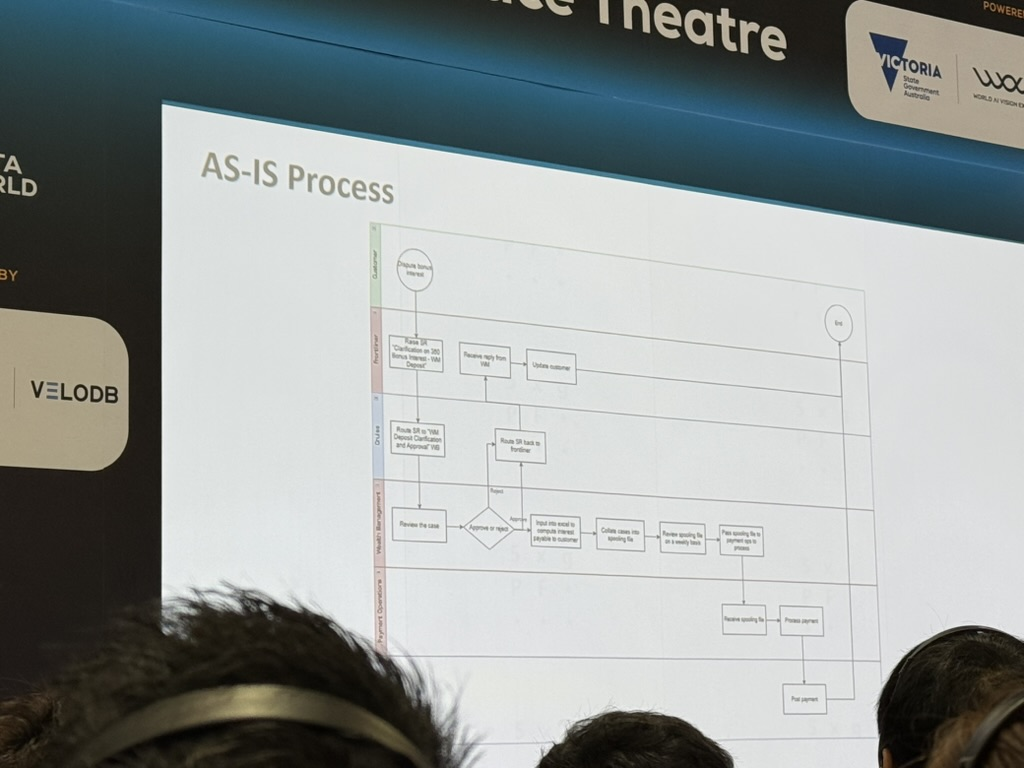 Theatre
POWERE
VICTORIA
State
Government
Australia
WORLD AI VISION E
TA
RLD
BY
VELODB
AS-IS Process
Customer
Dispute bonus
interest
End
Frontliner
Raise SR
"Clarification on 360
Bonus Interest - WM
Deposit"
Receive reply from
WM
Update customer
Route SR to "WM
Deposit Clarification
and Approval" WB
Route SR back to
frontliner
Reject
Wealth Management
Review the case
Approve or reject
Approve
Input into excel to
compute interest
payable to customer
Collate cases into
spooling file
Review spooling file
on a weekly basis
Pass spooling file to
payment ops to
process
Payment Operations
Receive spooling file
Process payment
Post payment